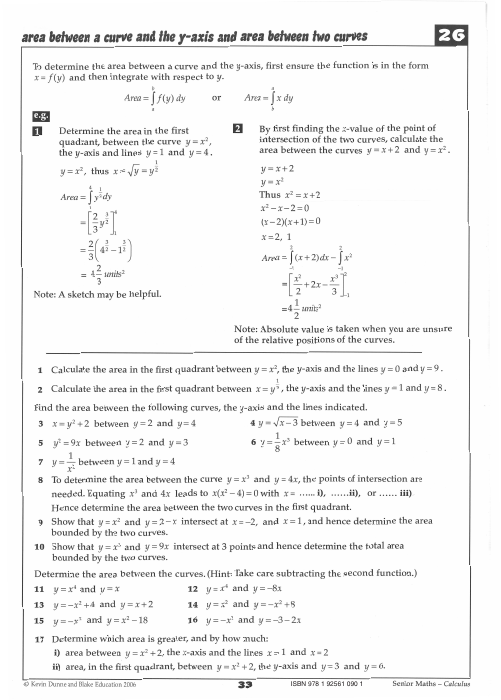 area between a curve and the y-axis and area between two curves 26
To determine the area between a curve and the y-axis, first ensure the function is in the form
x = f(y) and then integrate with respect to y.
Area = ∫ₐᵇ f(y) dy or Area = ∫ x dy
e.g.
1 Determine the area in the first
quadrant, between the curve y = x²,
the y-axis and lines y = 1 and y = 4.
y = x², thus x = √y = y^(1/2)
Area = ∫₁⁴ y^(1/2) dy
= [2/3 y^(3/2)]₁⁴
= 2/3 (4^(3/2) − 1^(3/2))
= 4 2/3 units²
Note: A sketch may be helpful.
2 By first finding the x-value of the point of
intersection of the two curves, calculate the
area between the curves y = x+2 and y = x².
y = x+2
y = x²
Thus x² = x+2
x² − x − 2 = 0
(x − 2)(x + 1) = 0
x = 2, 1
Area = ∫₋₁² (x+2) dx − ∫₋₁² x²
= [x²/2 + 2x − x³/3]₋₁²
= 4 1/2 units²
Note: Absolute value is taken when you are unsure
of the relative positions of the curves.
1 Calculate the area in the first quadrant between y = x², the y-axis and the lines y = 0 and y = 9.
2 Calculate the area in the first quadrant between x = y^(1/3), the y-axis and the lines y = 1 and y = 8.
Find the area between the following curves, the y-axis and the lines indicated.
3 x = y² + 2 between y = 2 and y = 4 4 y = √(x−3) between y = 4 and y = 5
5 y² = 9x between y = 2 and y = 3 6 y = 1/8 x³ between y = 0 and y = 1
7 y = 1/x² between y = 1 and y = 4
8 To determine the area between the curve y = x³ and y = 4x, the points of intersection are
needed. Equating x³ and 4x leads to x(x² − 4) = 0 with x = ...... i), ......ii), or ...... iii)
Hence determine the area between the two curves in the first quadrant.
9 Show that y = x² and y = 2 − x intersect at x = −2, and x = 1, and hence determine the area
bounded by the two curves.
10 Show that y = x³ and y = 9x intersect at 3 points and hence determine the total area
bounded by the two curves.
Determine the area between the curves. (Hint: Take care subtracting the second function.)
11 y = x⁴ and y = x 12 y = x⁴ and y = −8x
13 y = −x² + 4 and y = x + 2 14 y = x² and y = −x² + 8
15 y = −x² and y = x² − 18 16 y = −x² and y = −3 − 2x
17 Determine which area is greater, and by how much:
i) area between y = x² + 2, the x-axis and the lines x = 1 and x = 2
ii) area, in the first quadrant, between y = x² + 2, the y-axis and y = 3 and y = 6.
© Kevin Dunne and Blake Education 2006 33 ISBN 978 1 92561 090 1 Senior Maths – Calculus